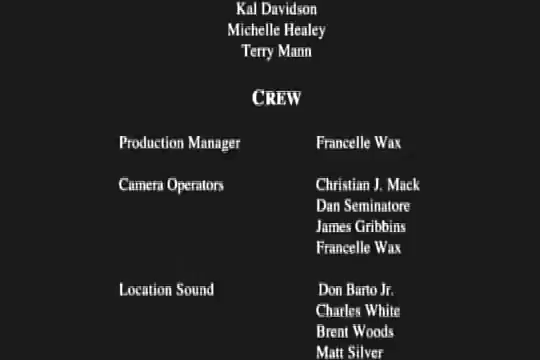 Kal Davidson
Michelle Healey
Terry Mann
CREW
Production Manager Francelle Wax
Camera Operators Christian J. Mack
Dan Seminatore
James Gribbins
Francelle Wax
Location Sound Don Barto Jr.
Charles White
Brent Woods
Matt Silver